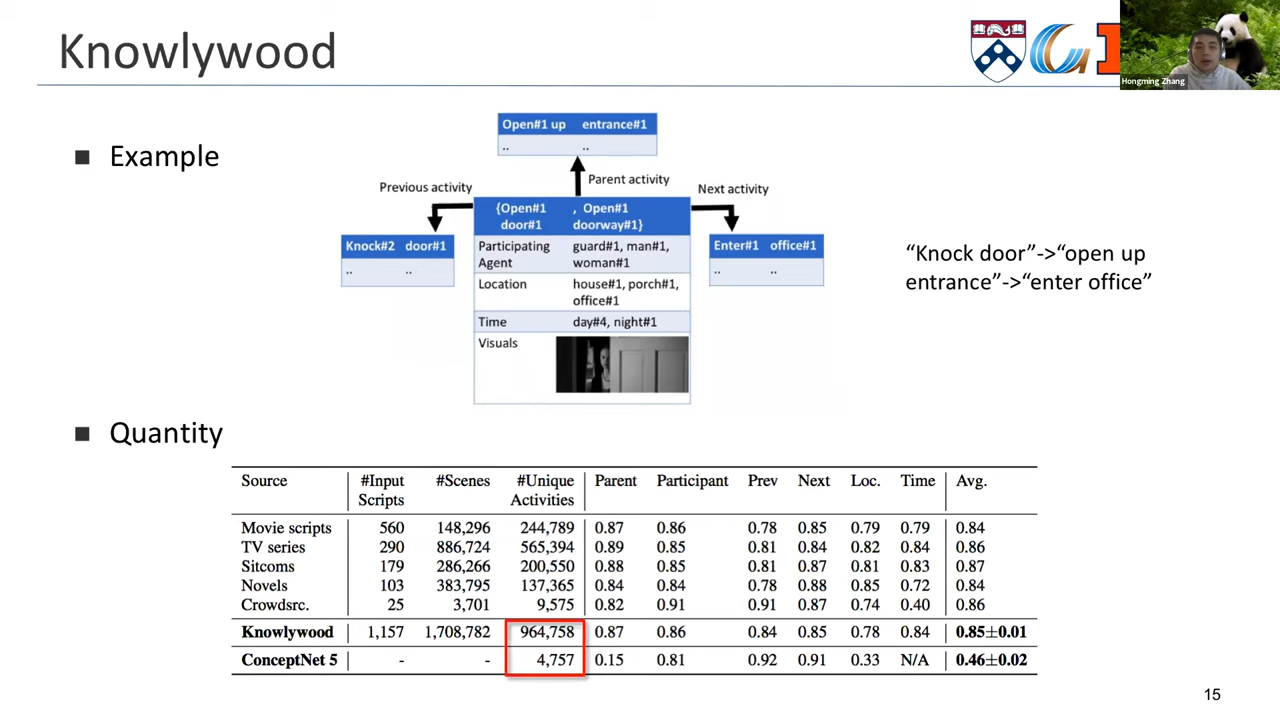 Knowlywood
Hongming Zhang
■ Example
Open#1 up entrance#1
.. ..
Previous activity
Parent activity
Next activity
{Open#1 door#1 , Open#1 doorway#1}
Knock#2 door#1
.. ..
Enter#1 office#1
.. ..
Participating Agent guard#1, man#1, woman#1
Location house#1, porch#1, office#1
Time day#4, night#1
Visuals
“Knock door”->“open up
entrance”->“enter office”
■ Quantity
Source #Input Scripts #Scenes #Unique Activities Parent Participant Prev Next Loc. Time Avg.
Movie scripts 560 148,296 244,789 0.87 0.86 0.78 0.85 0.79 0.79 0.84
TV series 290 886,724 565,394 0.89 0.85 0.81 0.84 0.82 0.84 0.86
Sitcoms 179 286,266 200,550 0.88 0.85 0.81 0.87 0.81 0.83 0.87
Novels 103 383,795 137,365 0.84 0.84 0.78 0.88 0.85 0.72 0.84
Crowdsrc. 25 3,701 9,575 0.82 0.91 0.91 0.87 0.74 0.40 0.86
Knowlywood 1,157 1,708,782 964,758 0.87 0.86 0.84 0.85 0.78 0.84 0.85±0.01
ConceptNet 5 - - 4,757 0.15 0.81 0.92 0.91 0.33 N/A 0.46±0.02
15